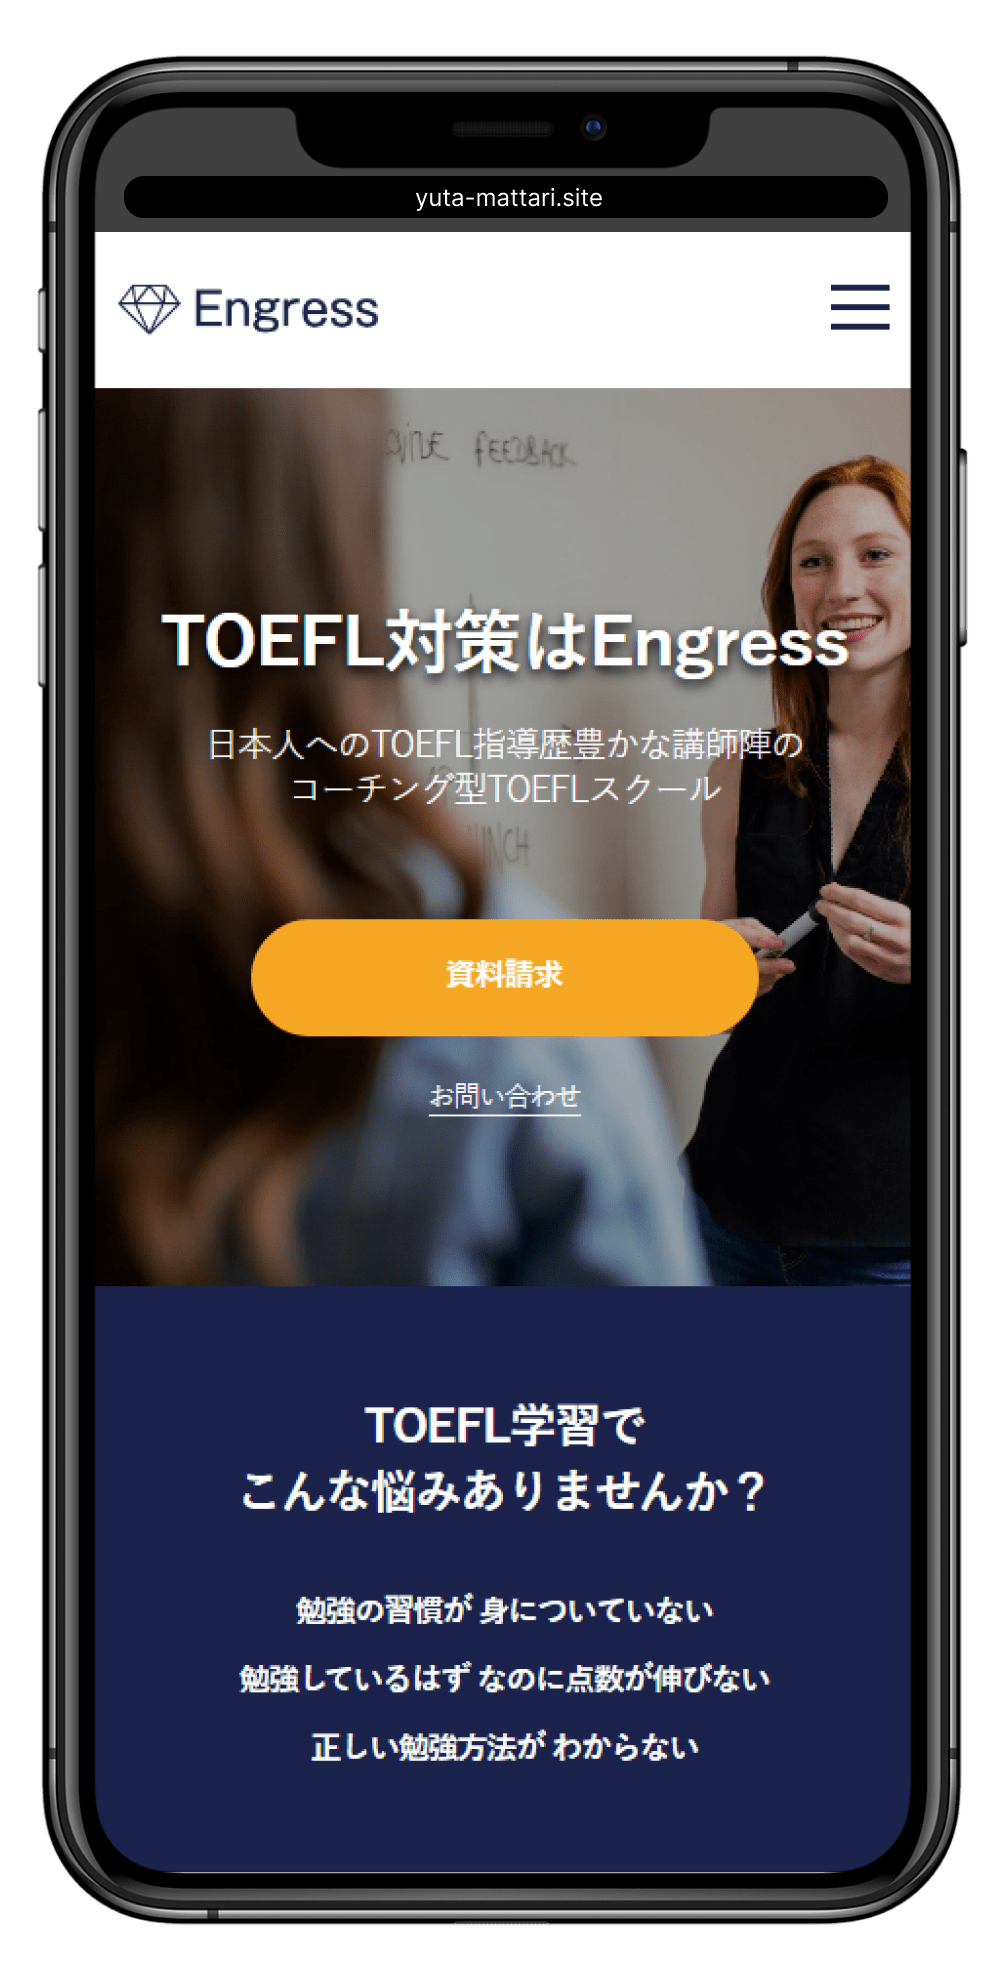 yuta-mattari.site
Engress
FEEDBACK
TOEFL対策はEngress
日本人へのTOEFL指導歴豊かな講師陣の
コーチング型TOEFLスクール
資料請求
お問い合わせ
TOEFL学習で
こんな悩みありませんか？
勉強の習慣が 身についていない
勉強しているはず なのに点数が伸びない
正しい勉強方法が わからない